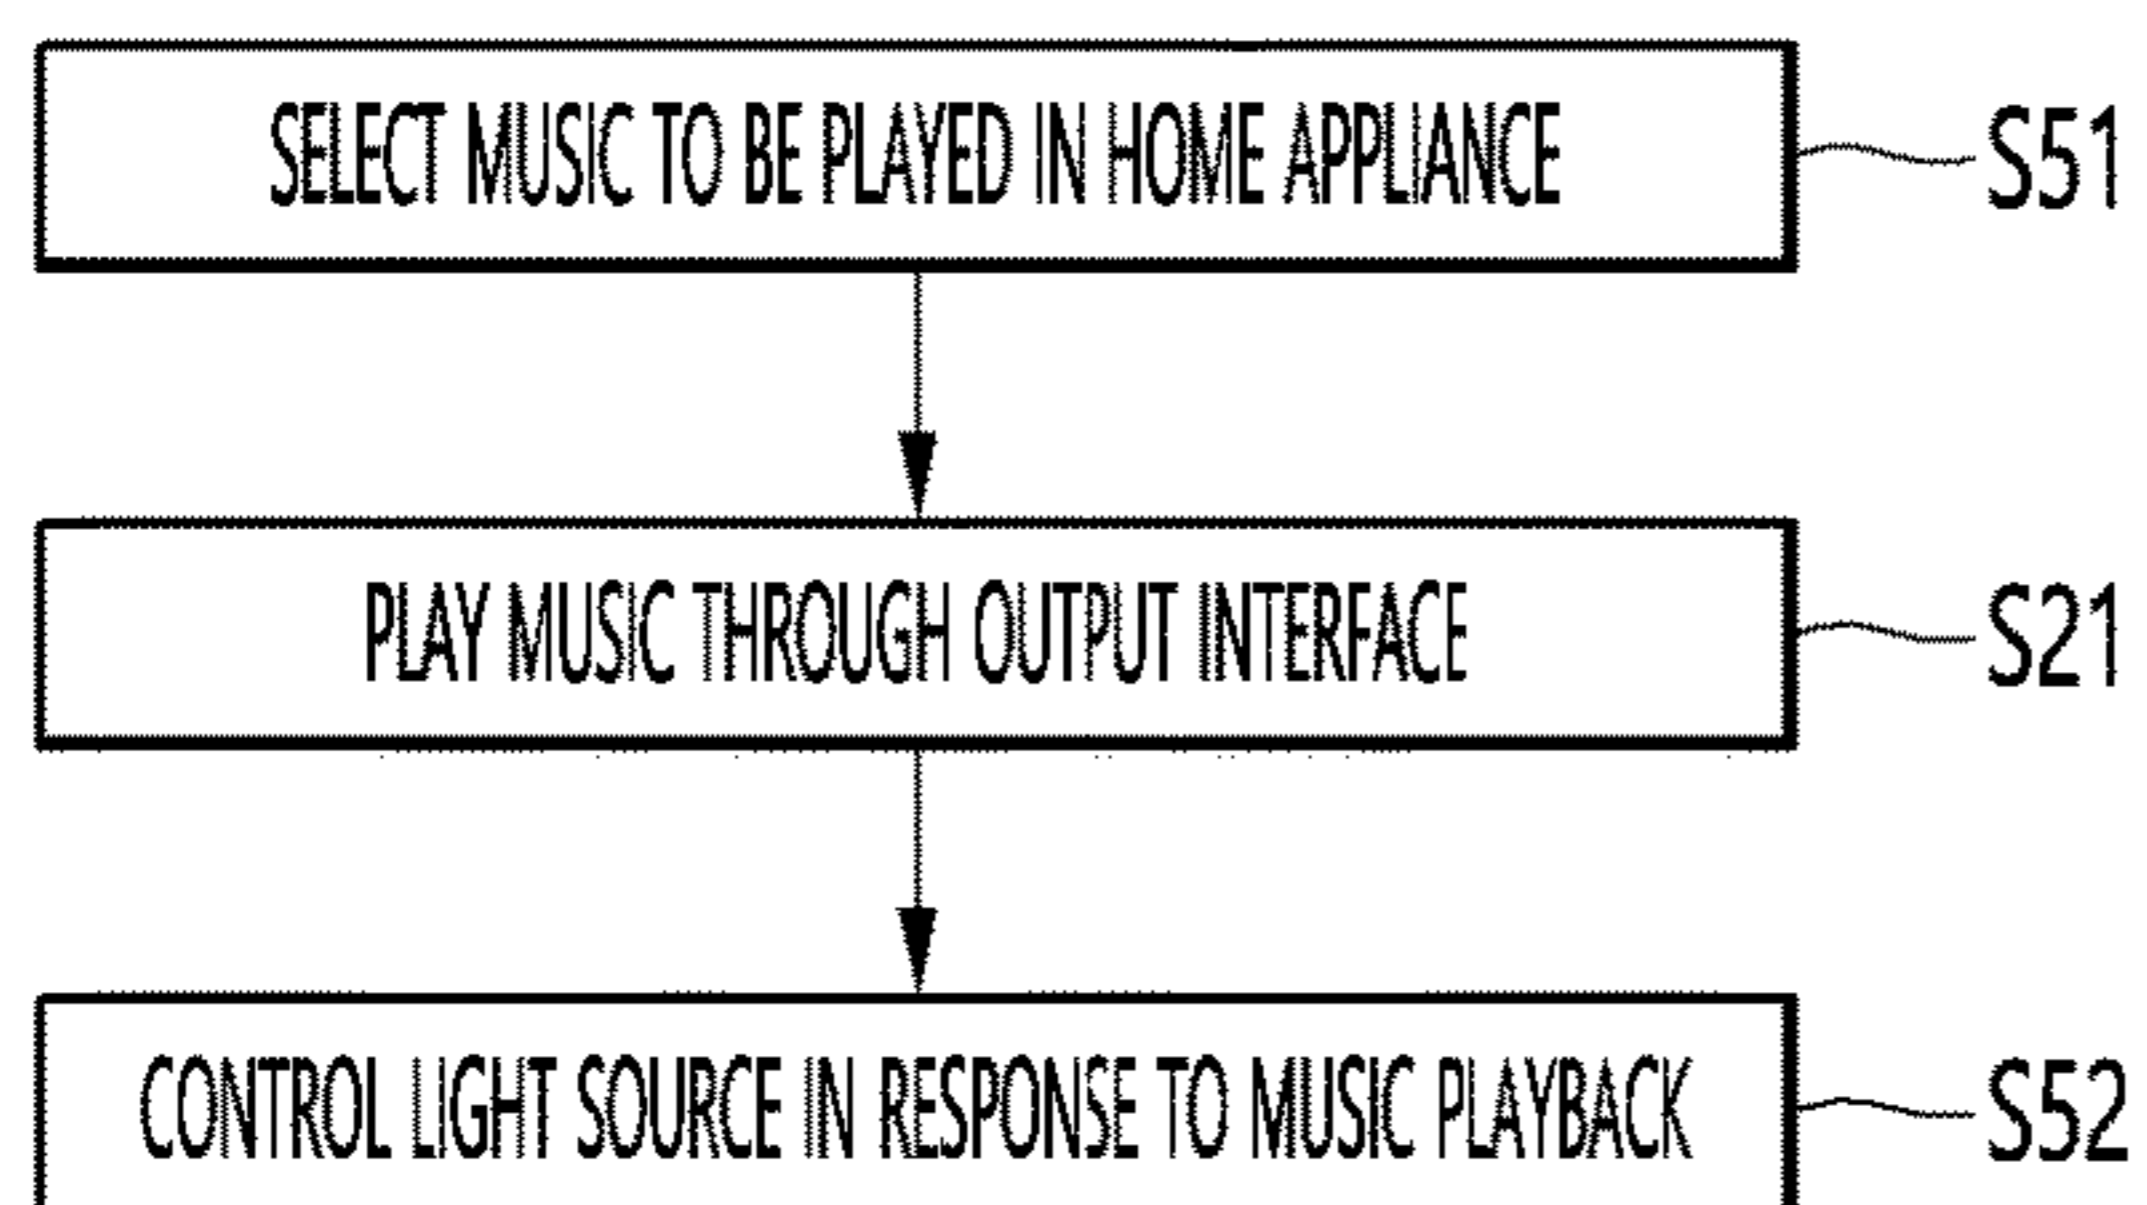 SELECT MUSIC TO BE PLAYED IN HOME APPLIANCE S51
PLAY MUSIC THROUGH OUTPUT INTERFACE S21
CONTROL LIGHT SOURCE IN RESPONSE TO MUSIC PLAYBACK S52